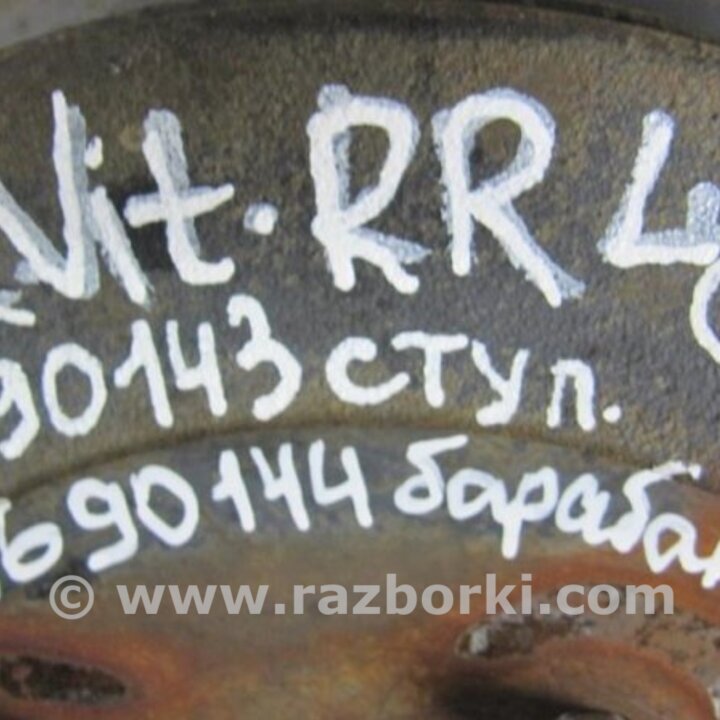 Vit. RR L
90143 ступ.
690144 барабан
© www.razborki.com